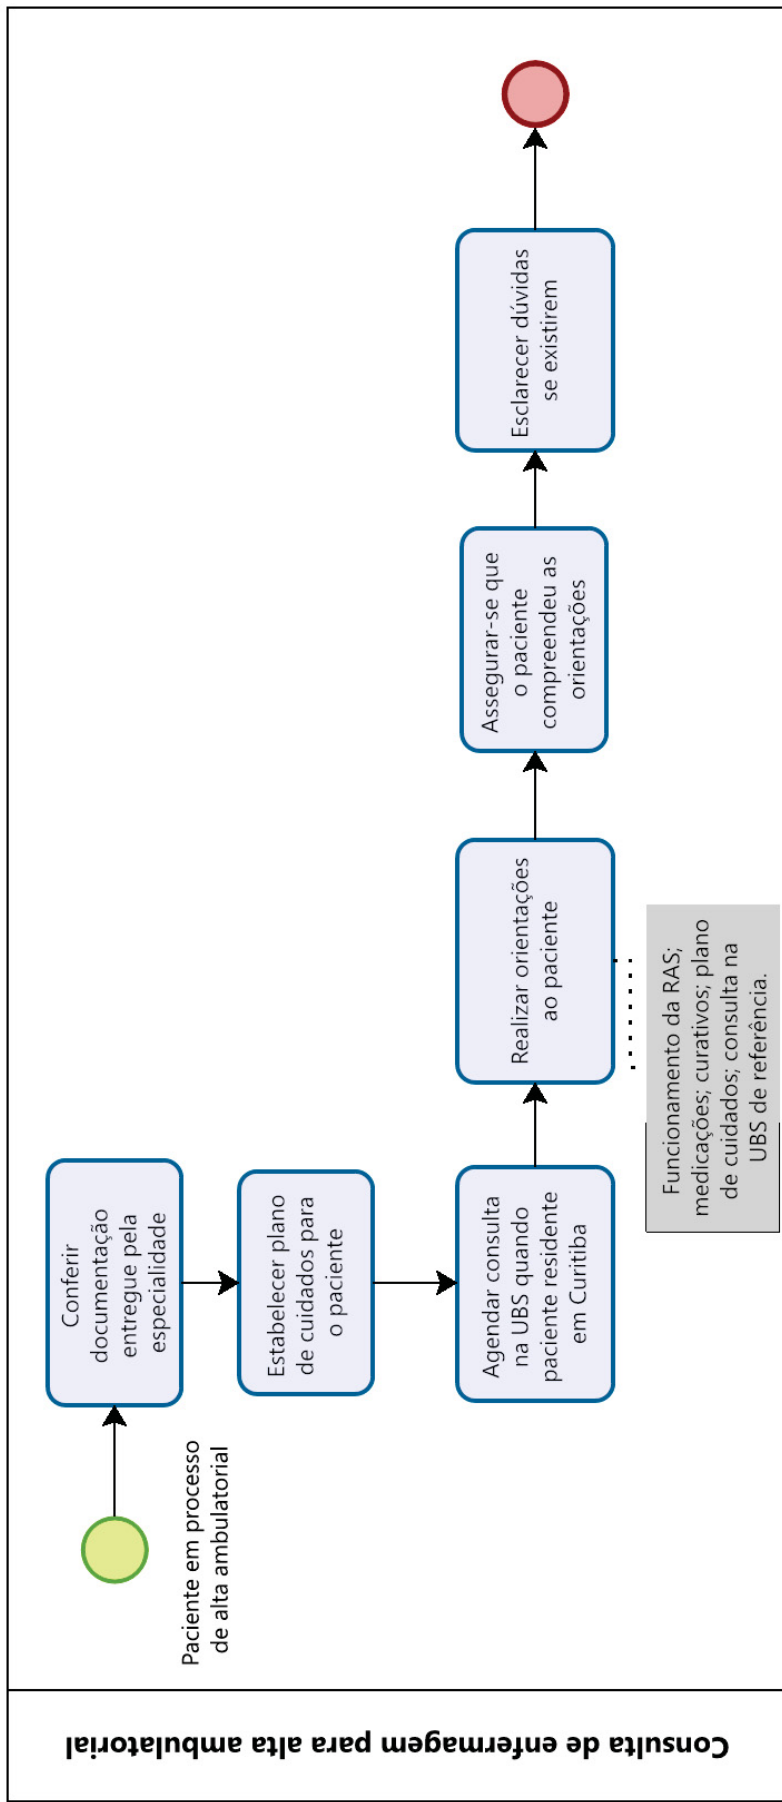 Consulta de enfermagem para alta ambulatorial
Paciente em processo
de alta ambulatorial
Conferir
documentação
entregue pela
especialidade
Estabelecer plano
de cuidados para
o paciente
Agendar consulta
na UBS quando
paciente residente
em Curitiba
Realizar orientações
ao paciente
Funcionamento da RAS;
medicações; curativos; plano
de cuidados; consulta na
UBS de referência.
Assegurar-se que
o paciente
compreendeu as
orientações
Esclarecer dúvidas
se existirem